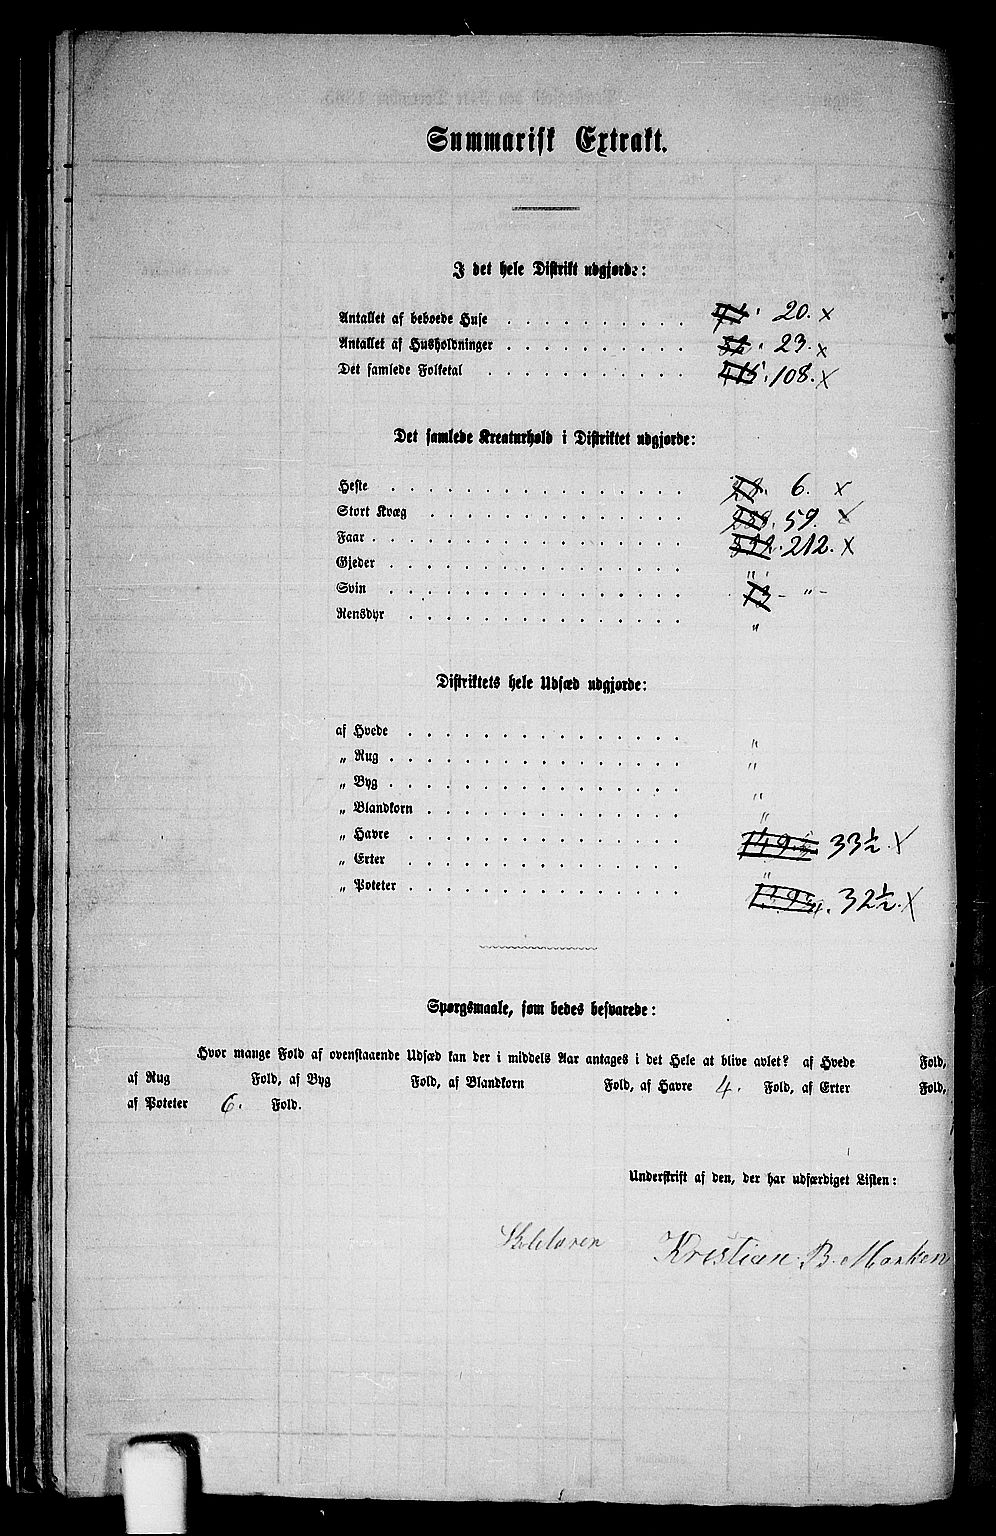 Summarisk Extrakt.
I det hele Distrikt udgjorde:
Antallet af beboede Huse . . . . . . . . . . 20. x
Antallet af Husholdninger . . . . . . . . . . 23. x
Det samlede Folketal . . . . . . . . . . . 415. 108. x
Det samlede Kreaturhold i Distriktet udgjorde:
Heste . . . . . . . . . . . . . . . . 6. x
Stort Kvæg . . . . . . . . . . . . . . 59. x
Faar . . . . . . . . . . . . . . . . 212. x
Gjeder . . . . . . . . . . . . . . . "
Svin . . . . . . . . . . . . . . . . 13 - " -
Rensdyr . . . . . . . . . . . . . . . "
Distriktets hele Udsæd udgjorde:
af Hvede . . . . . . . . . . . . . . "
„ Rug . . . . . . . . . . . . . . . "
„ Byg . . . . . . . . . . . . . . . "
„ Blandkorn . . . . . . . . . . . . . "
„ Havre . . . . . . . . . . . . . . 33½. x
„ Erter . . . . . . . . . . . . . . "
„ Poteter . . . . . . . . . . . . . . 32½. x
Spørgsmaale, som bedes besvarede:
Hvor mange Fold af ovenstaaende Udsæd kan der i middels Aar antages i det Hele at blive avlet? af Hvede Fold,
af Rug Fold, af Byg Fold, af Blandkorn Fold, af Havre 4. Fold, af Erter Fold,
af Poteter 6. Fold.
Underskrift af den, der har udfærdiget Listen:
Kristian B. Marken